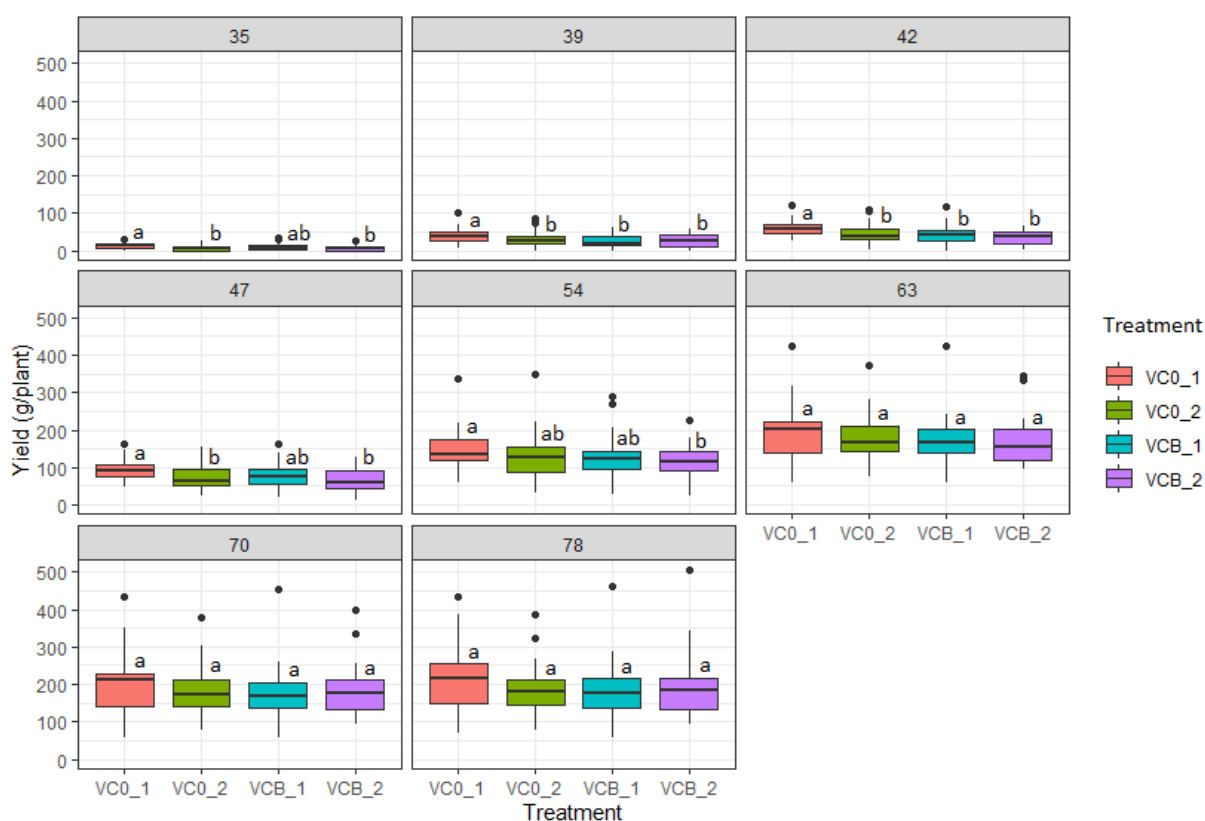 35 39 42
500
400
300
200
100
0
a b ab b
a b b b
a b b b
47 54 63
500
400
300
200
100
0
a b ab b
a ab ab b
a a a a
VC0_1 VC0_2 VCB_1 VCB_2
70 78
500
400
300
200
100
0
a a a a
a a a a
VC0_1 VC0_2 VCB_1 VCB_2
VC0_1 VC0_2 VCB_1 VCB_2
Treatment
Yield (g/plant)
Treatment
VC0_1
VC0_2
VCB_1
VCB_2